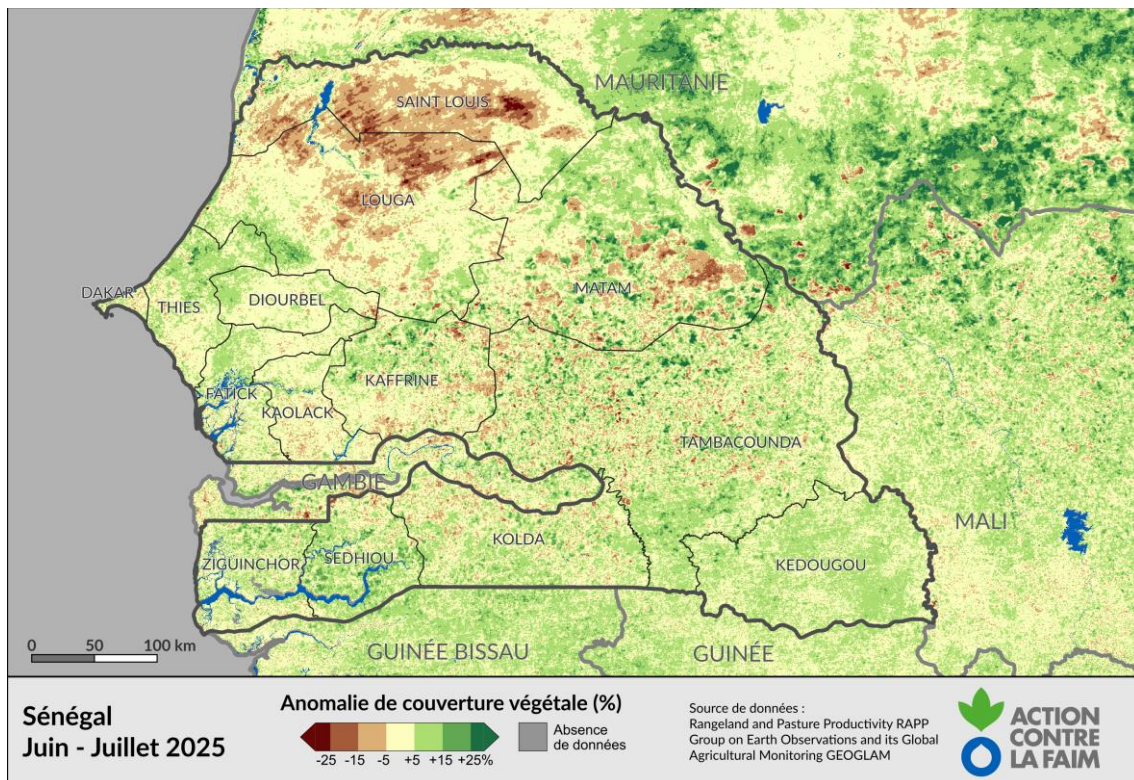 MAURITANIE
SAINT LOUIS
LOUGA
MATAM
DAKAR
THIES
DIOURBEL
FATICK
KAOLACK
KAFFRINE
TAMBACOUNDA
GAMBIE
MALI
ZIGUINCHOR
SEDHIOU
KOLDA
KEDOUGOU
GUINÉE BISSAU
GUINÉE
0 50 100 km
Sénégal
Juin - Juillet 2025
Anomalie de couverture végétale (%)
-25 -15 -5 +5 +15 +25%
Absence
de données
Source de données :
Rangeland and Pasture Productivity RAPP
Group on Earth Observations and its Global
Agricultural Monitoring GEOGLAM
ACTION
CONTRE
LA FAIM